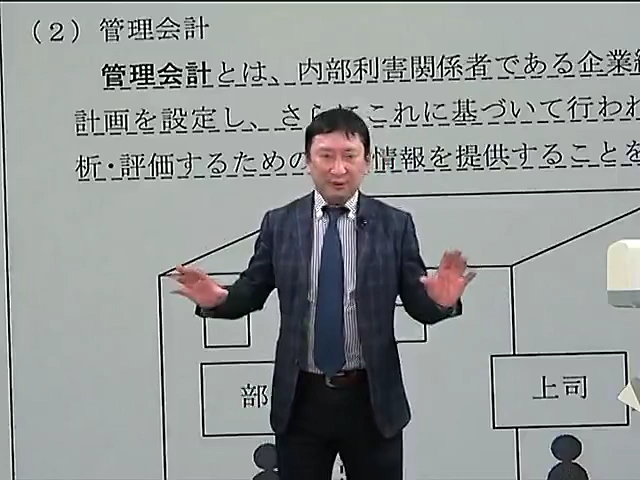 （２）管理会計
管理会計とは、内部利害関係者である企業
計画を設定し、さらにこれに基づいて行われ
析・評価するための 情報を提供することを
部
上司